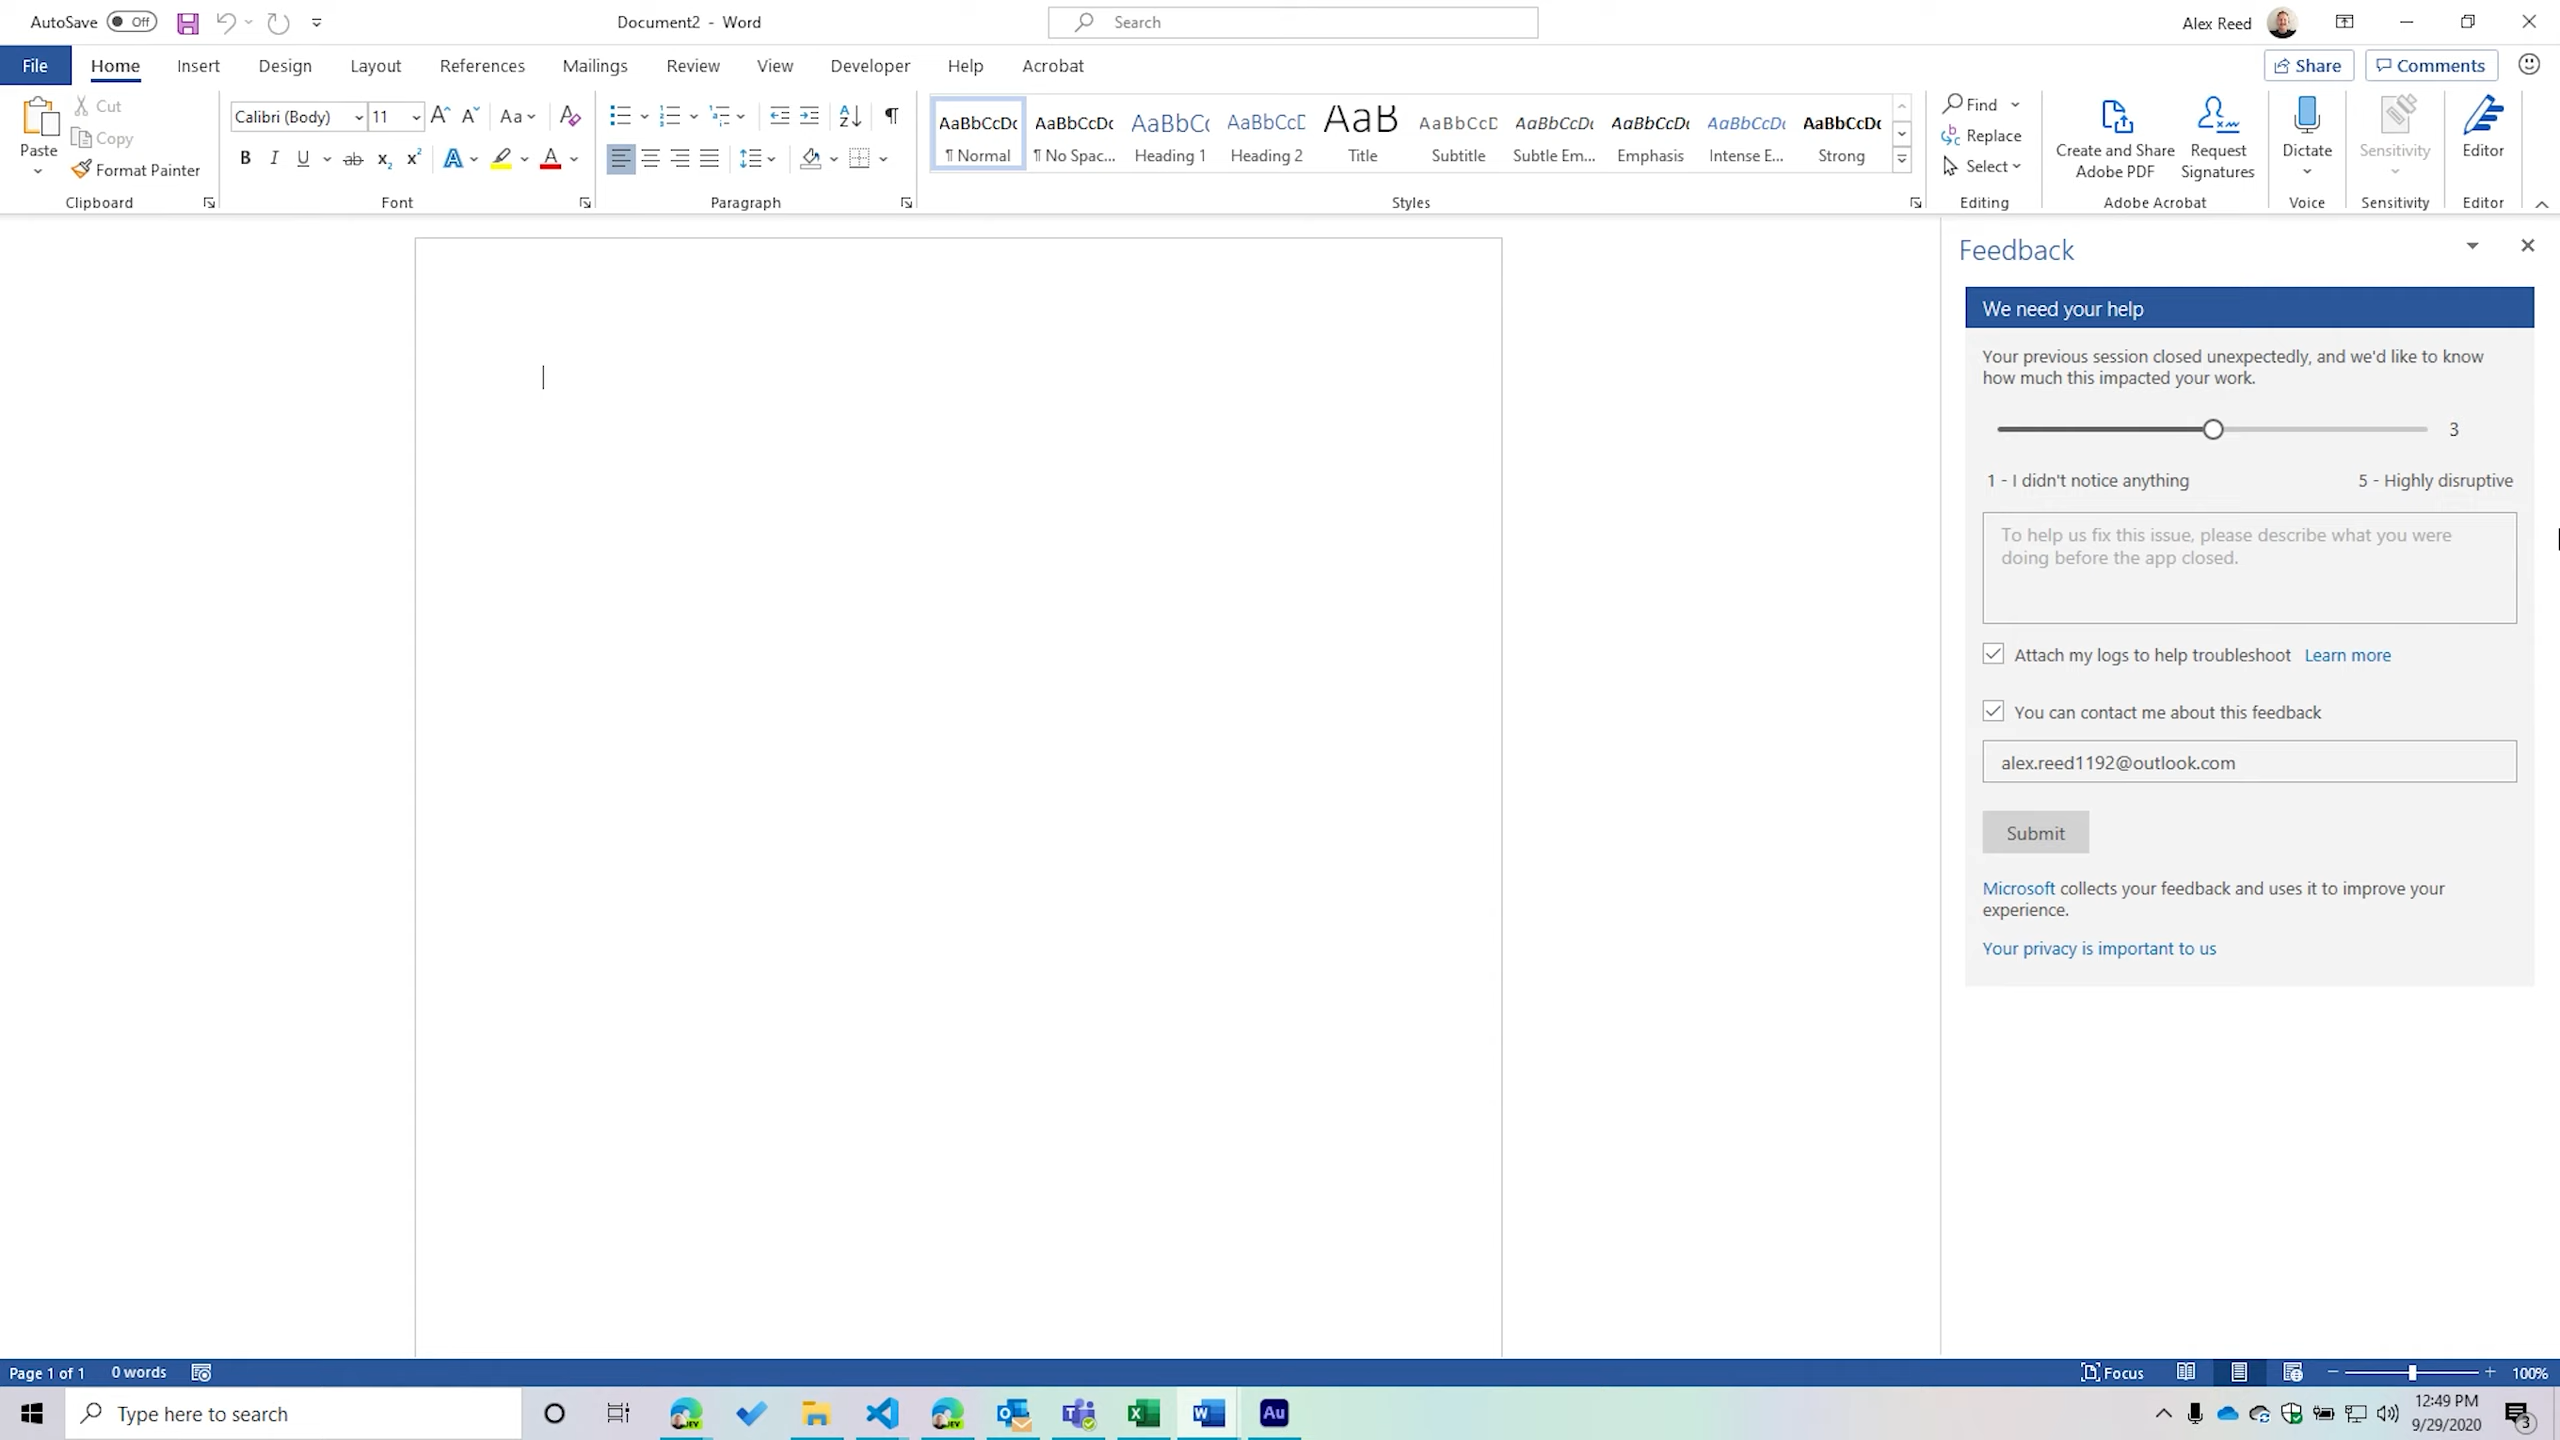 AutoSave Off
Document2 - Word
Search
Alex Reed
File Home Insert Design Layout References Mailings Review View Developer Help Acrobat
Share Comments
Paste
Cut
Copy
Format Painter
Clipboard
Calibri (Body) 11
Font
Paragraph
AaBbCcDc AaBbCcDc AaBbC( AaBbCcD AaB AaBbCcD AaBbCcDc AaBbCcDc AaBbCcDc AaBbCcDc
¶ Normal ¶ No Spac... Heading 1 Heading 2 Title Subtitle Subtle Em... Emphasis Intense E... Strong
Styles
Find
Replace
Select
Editing
Create and Share
Adobe PDF
Request
Signatures
Adobe Acrobat
Dictate
Voice
Sensitivity
Sensitivity
Editor
Editor
Feedback
We need your help
Your previous session closed unexpectedly, and we'd like to know
how much this impacted your work.
3
1 - I didn't notice anything
5 - Highly disruptive
To help us fix this issue, please describe what you were
doing before the app closed.
Attach my logs to help troubleshoot Learn more
You can contact me about this feedback
alex.reed1192@outlook.com
Submit
Microsoft collects your feedback and uses it to improve your
experience.
Your privacy is important to us
Page 1 of 1 0 words
Focus
100%
Type here to search
Au
12:49 PM
9/29/2020
3